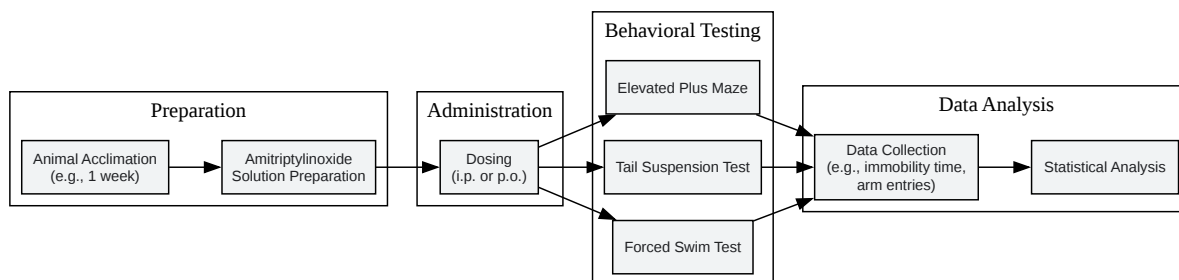 Preparation
Animal Acclimation
(e.g., 1 week)
Amitriptylinoxide
Solution Preparation
Administration
Dosing
(i.p. or p.o.)
Behavioral Testing
Elevated Plus Maze
Tail Suspension Test
Forced Swim Test
Data Analysis
Data Collection
(e.g., immobility time,
arm entries)
Statistical Analysis